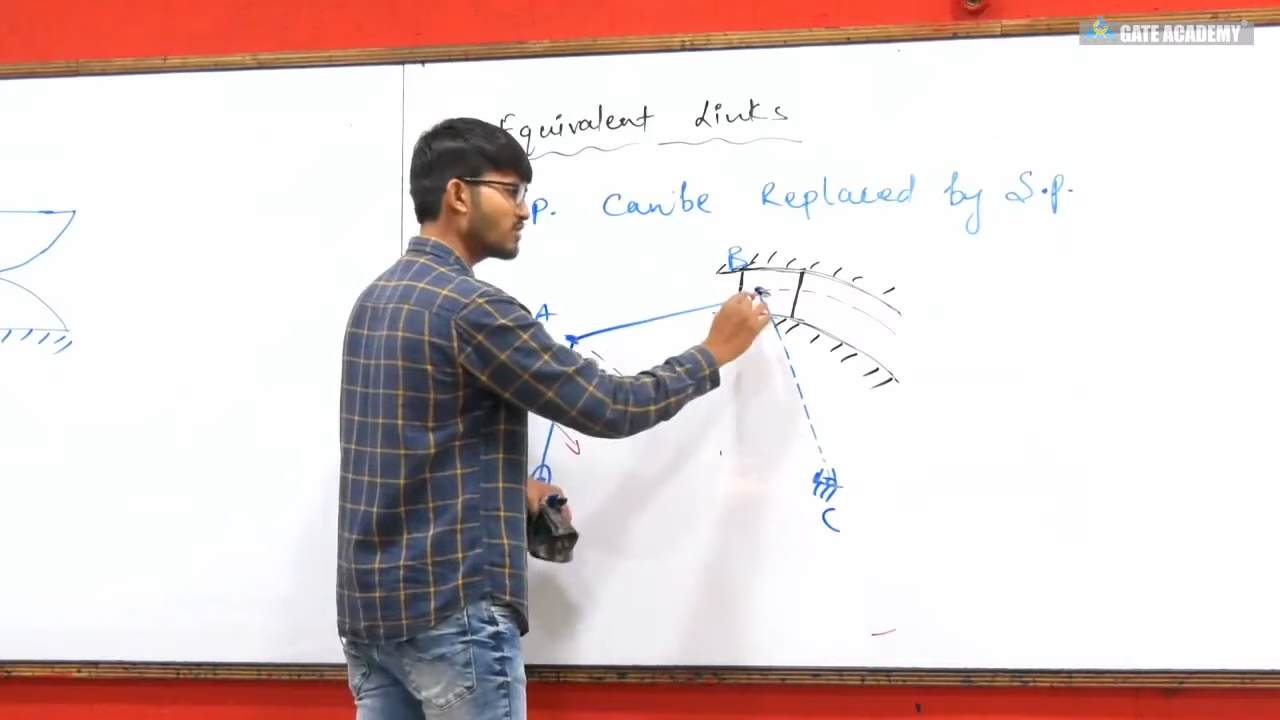 GATE ACADEMY
Equivalent Links
p. Can be Replaced by S.p.
B
A
C